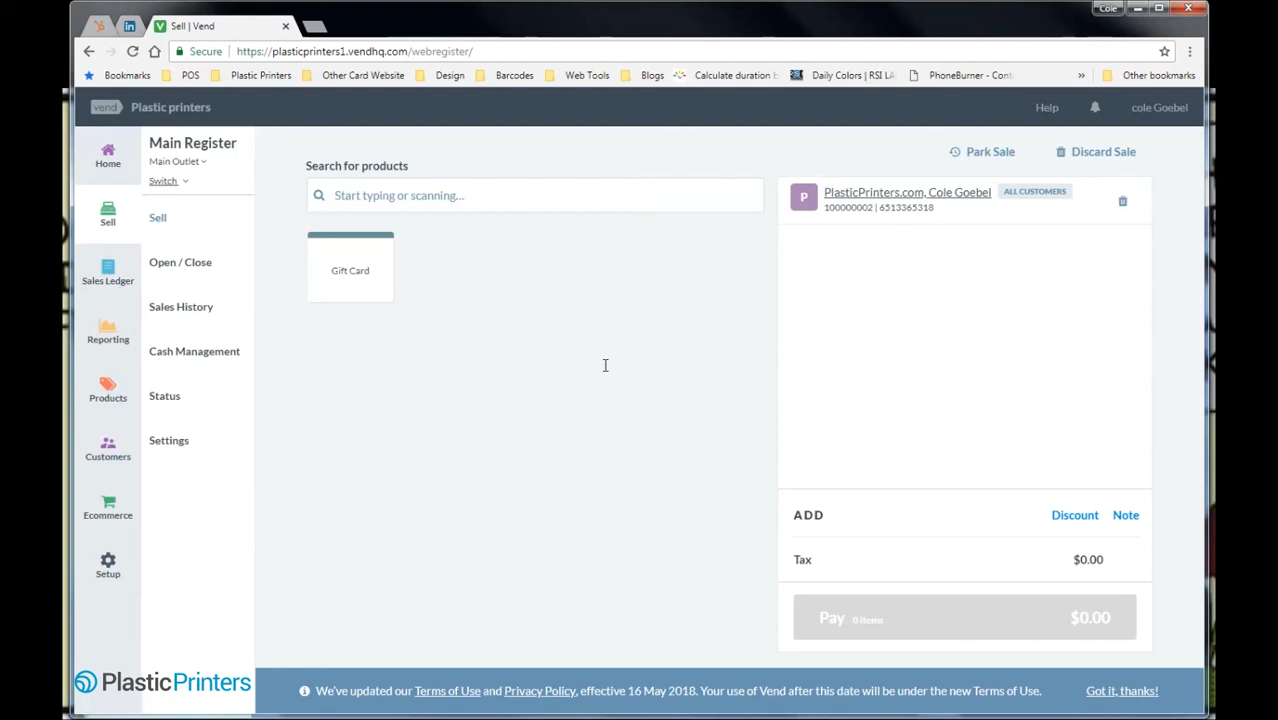 Cole
Sell | Vend
Secure https://plasticprinters1.vendhq.com/webregister/
Bookmarks POS Plastic Printers Other Card Website Design Barcodes Web Tools Blogs Calculate duration b Daily Colors | RSI LA PhoneBurner - Cont » Other bookmarks
vend Plastic printers Help cole Goebel
Home
Sell
Sales Ledger
Reporting
Products
Customers
Ecommerce
Setup
Main Register
Main Outlet
Switch
Sell
Open / Close
Sales History
Cash Management
Status
Settings
Search for products
Start typing or scanning...
Gift Card
Park Sale Discard Sale
P PlasticPrinters.com, Cole Goebel ALL CUSTOMERS
100000002 | 6513365318
ADD Discount Note
Tax $0.00
Pay 0 items $0.00
PlasticPrinters
We've updated our Terms of Use and Privacy Policy, effective 16 May 2018. Your use of Vend after this date will be under the new Terms of Use. Got it, thanks!